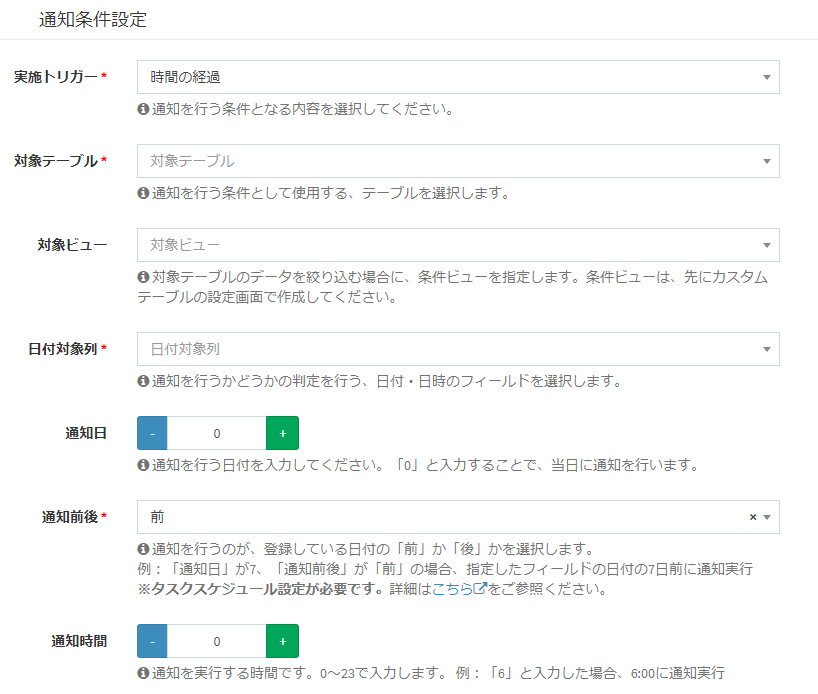 通知条件設定
実施トリガー*
時間の経過
通知を行う条件となる内容を選択してください。
対象テーブル*
対象テーブル
通知を行う条件として使用する、テーブルを選択します。
対象ビュー
対象ビュー
対象テーブルのデータを絞り込む場合に、条件ビューを指定します。条件ビューは、先にカスタム
テーブルの設定画面で作成してください。
日付対象列*
日付対象列
通知を行うかどうかの判定を行う、日付・日時のフィールドを選択します。
通知日
- 0 +
通知を行う日付を入力してください。「0」と入力することで、当日に通知を行います。
通知前後*
前 ×
通知を行うのが、登録している日付の「前」か「後」かを選択します。
例：「通知日」が7、「通知前後」が「前」の場合、指定したフィールドの日付の7日前に通知実行
※タスクスケジュール設定が必要です。詳細はこちらをご参照ください。
通知時間
- 0 +
通知を実行する時間です。0～23で入力します。 例：「6」と入力した場合、6:00に通知実行